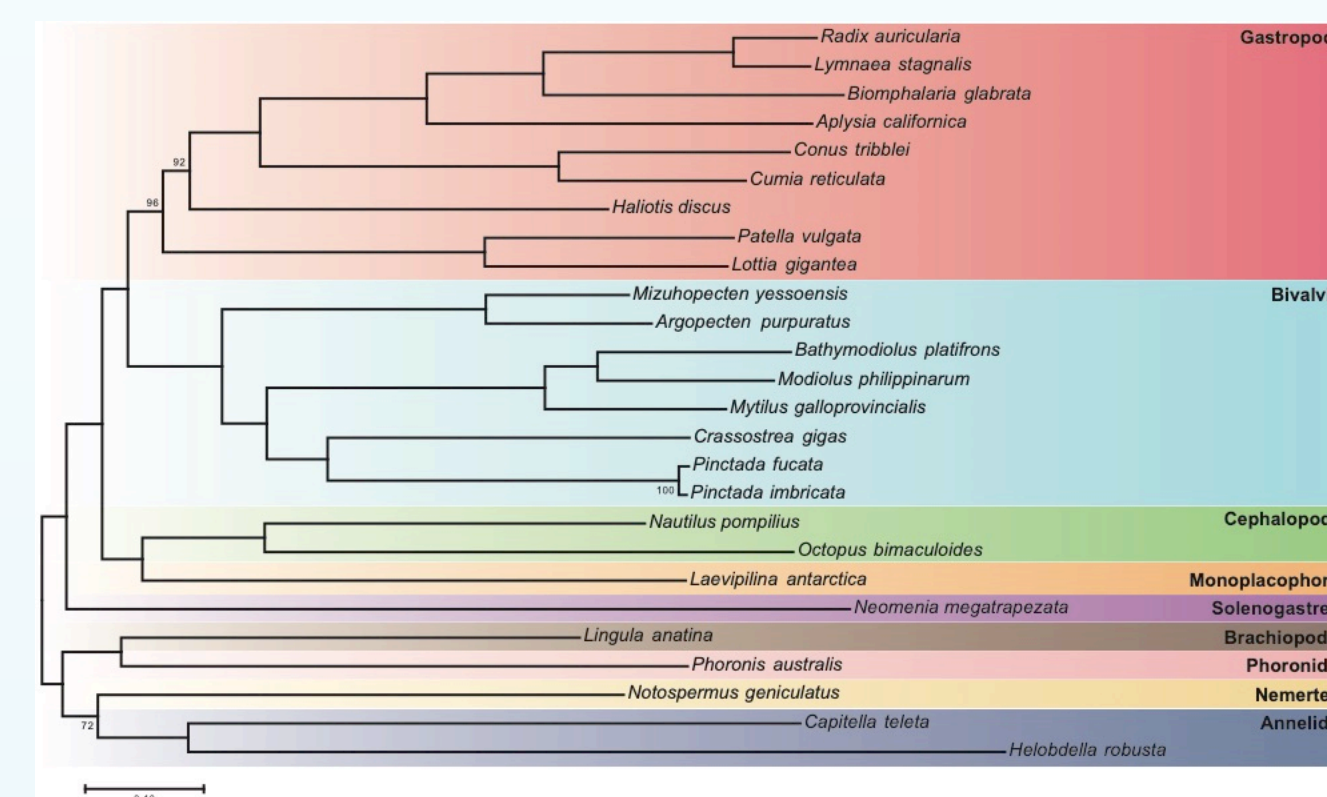 Radix auricularia
Gastropod
Lymnaea stagnalis
Biomphalaria glabrata
Aplysia californica
Conus tribblei
92
Cumia reticulata
96
Haliotis discus
Patella vulgata
Lottia gigantea
Mizuhopecten yessoensis
Bivalv
Argopecten purpuratus
Bathymodiolus platifrons
Modiolus philippinarum
Mytilus galloprovincialis
Crassostrea gigas
Pinctada fucata
100
Pinctada imbricata
Nautilus pompilius
Cephalopod
Octopus bimaculoides
Laevipilina antarctica
Monoplacophor
Neomenia megatrapezata
Solenogastre
Lingula anatina
Brachiopod
Phoronis australis
Phoronid
Notospermus geniculatus
Nemerte
72
Capitella teleta
Annelid
Helobdella robusta